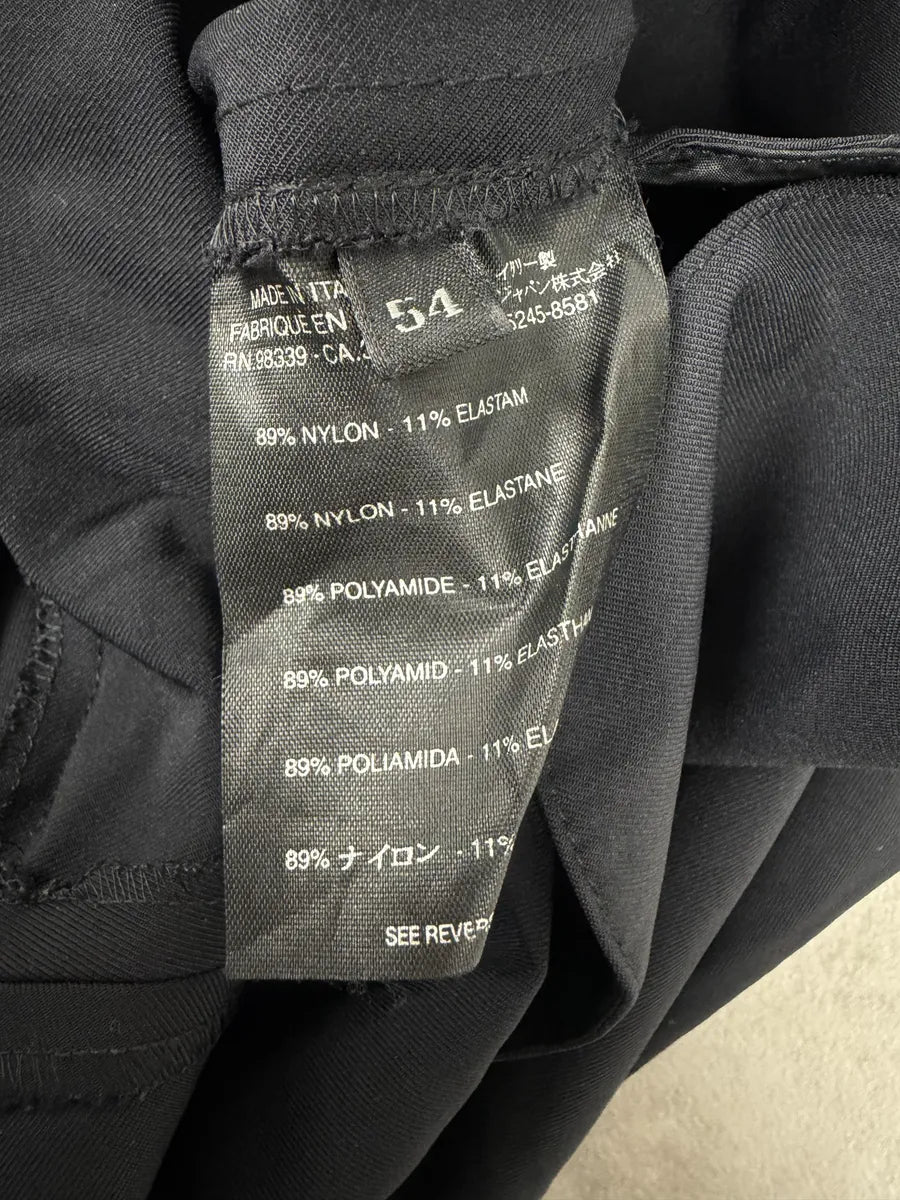 MADE IN ITA
イタリー製
FABRIQUE EN
ジャパン株式会社
RN 98339 - CA.3
5245-8581
54
89% NYLON - 11% ELASTAM
89% NYLON - 11% ELASTANE
89% POLYAMIDE - 11% ELASTHANNE
89% POLYAMID - 11% ELASTHA
89% POLIAMIDA - 11% EL
89% ナイロン - 11%
SEE REVERS